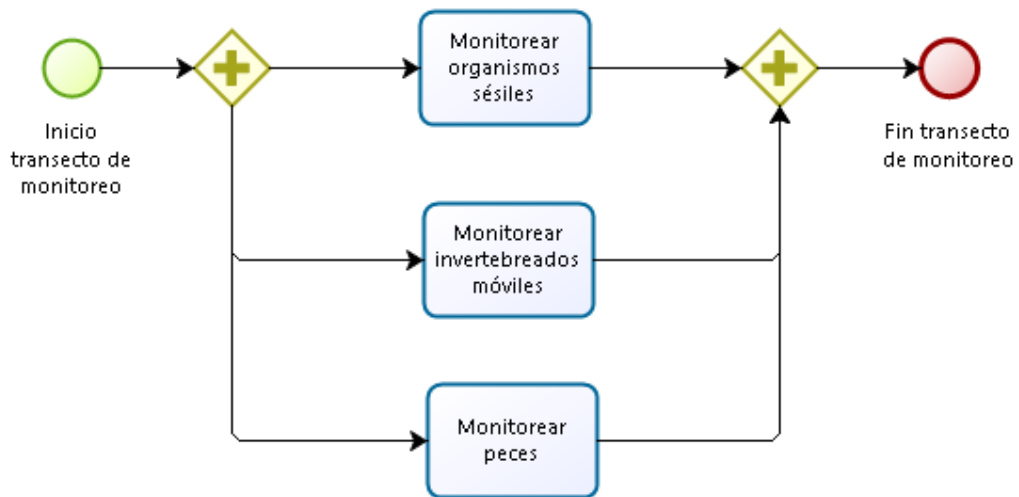 Inicio
transecto de
monitoreo
Monitorear
organismos
sésiles
Fin transecto
de monitoreo
Monitorear
invertebreados
móviles
Monitorear
peces